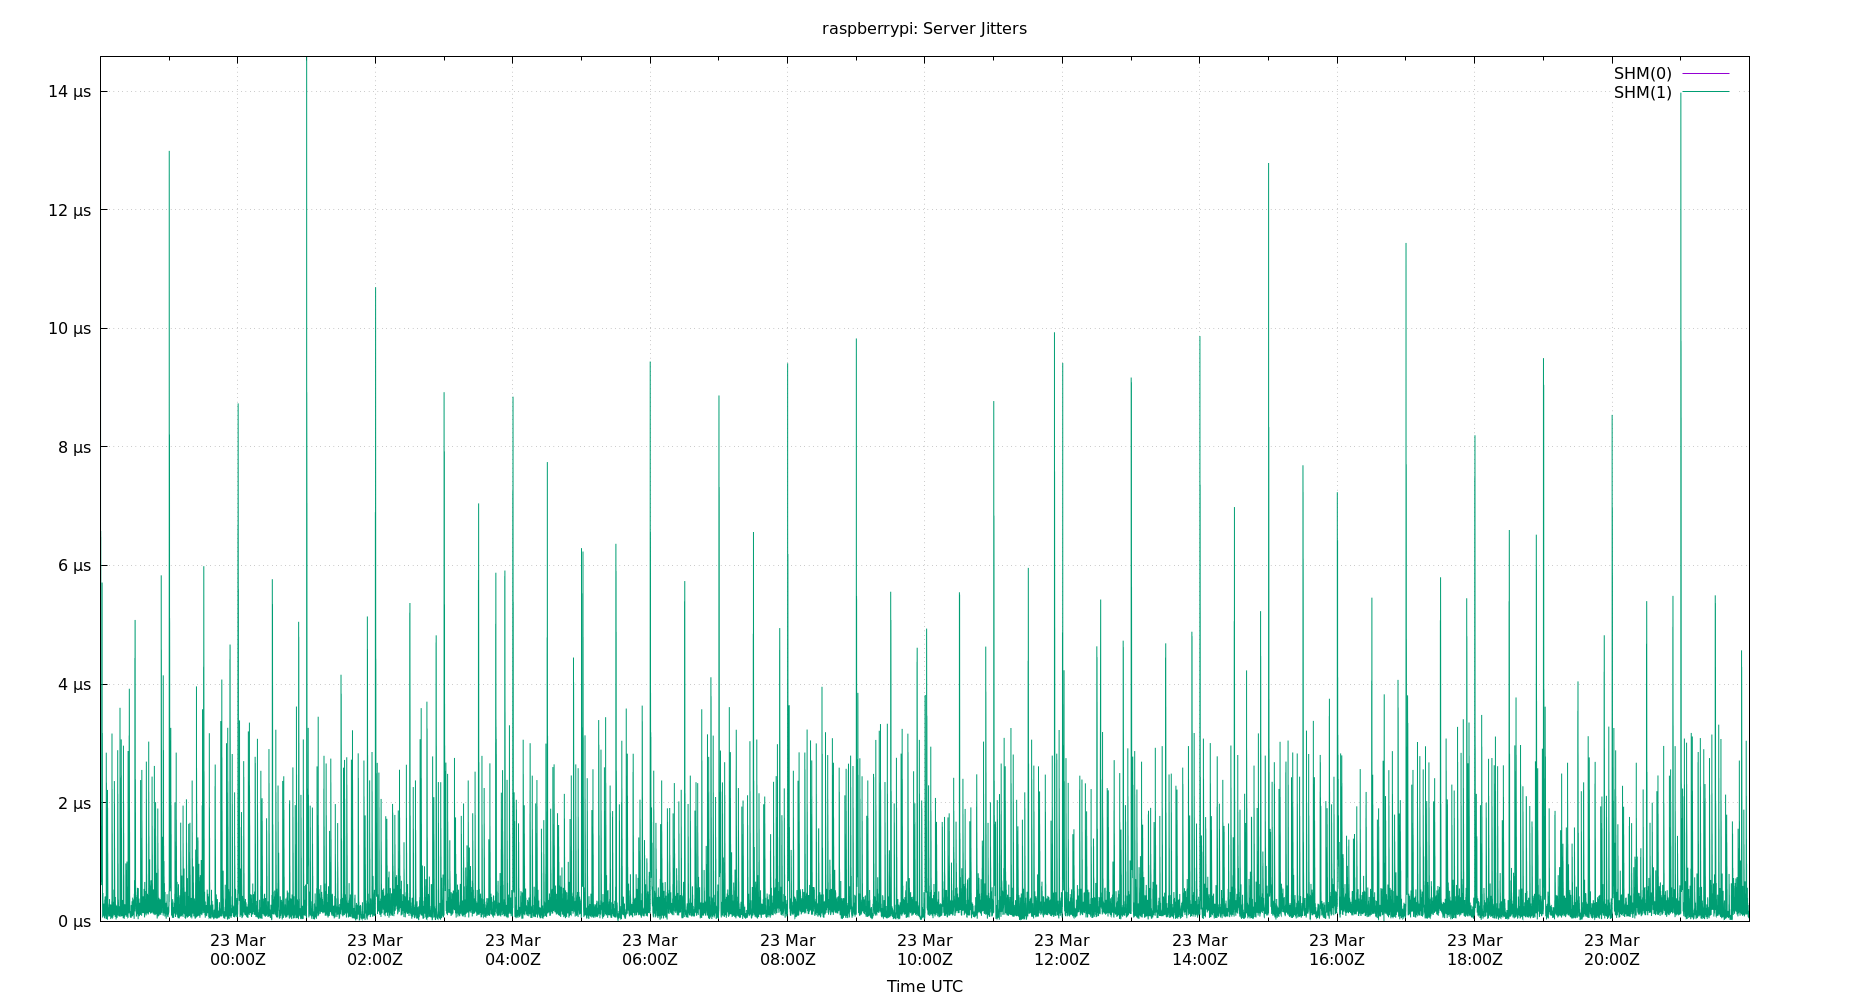 raspberrypi: Server Jitters
SHM(0)
SHM(1)
14 µs
12 µs
10 µs
8 µs
6 µs
4 µs
2 µs
0 µs
23 Mar 23 Mar 23 Mar 23 Mar 23 Mar 23 Mar 23 Mar 23 Mar 23 Mar 23 Mar 23 Mar
00:00Z 02:00Z 04:00Z 06:00Z 08:00Z 10:00Z 12:00Z 14:00Z 16:00Z 18:00Z 20:00Z
Time UTC